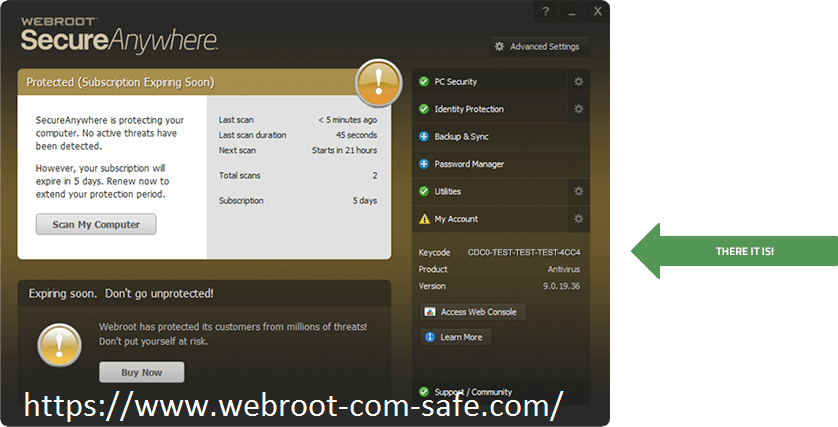 ? _ X
WEBROOT™
SecureAnywhere.
Advanced Settings
Protected (Subscription Expiring Soon)
SecureAnywhere is protecting your
computer. No active threats have
been detected.
However, your subscription will
expire in 5 days. Renew now to
extend your protection period.
Scan My Computer
Last scan < 5 minutes ago
Last scan duration 45 seconds
Next scan Starts in 21 hours
Total scans 2
Subscription 5 days
PC Security
Identity Protection
Backup & Sync
Password Manager
Utilities
My Account
Keycode CDC0-TEST-TEST-TEST-4CC4
Product Antivirus
Version 9.0.19.36
Access Web Console
Learn More
Support / Community
THERE IT IS!
Expiring soon. Don't go unprotected!
Webroot has protected its customers from millions of threats!
Don't put yourself at risk.
Buy Now
https://www.webroot-com-safe.com/